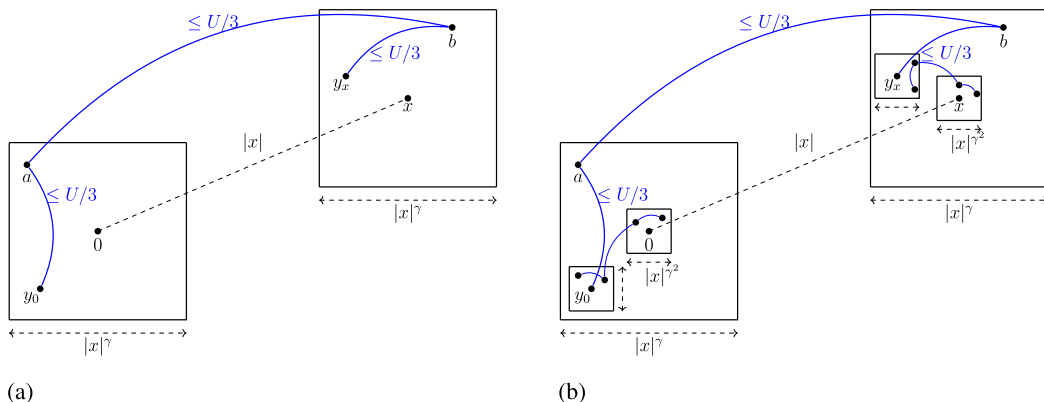 ≤ U/3
b
≤ U/3
y_x
x
|x|
a
≤ U/3
|x|^γ
0
y_0
|x|^γ
(a)
≤ U/3
b
≤ U/3
y_x
x
|x|^{γ^2}
|x|
a
≤ U/3
|x|^γ
0
|x|^{γ^2}
y_0
|x|^γ
(b)